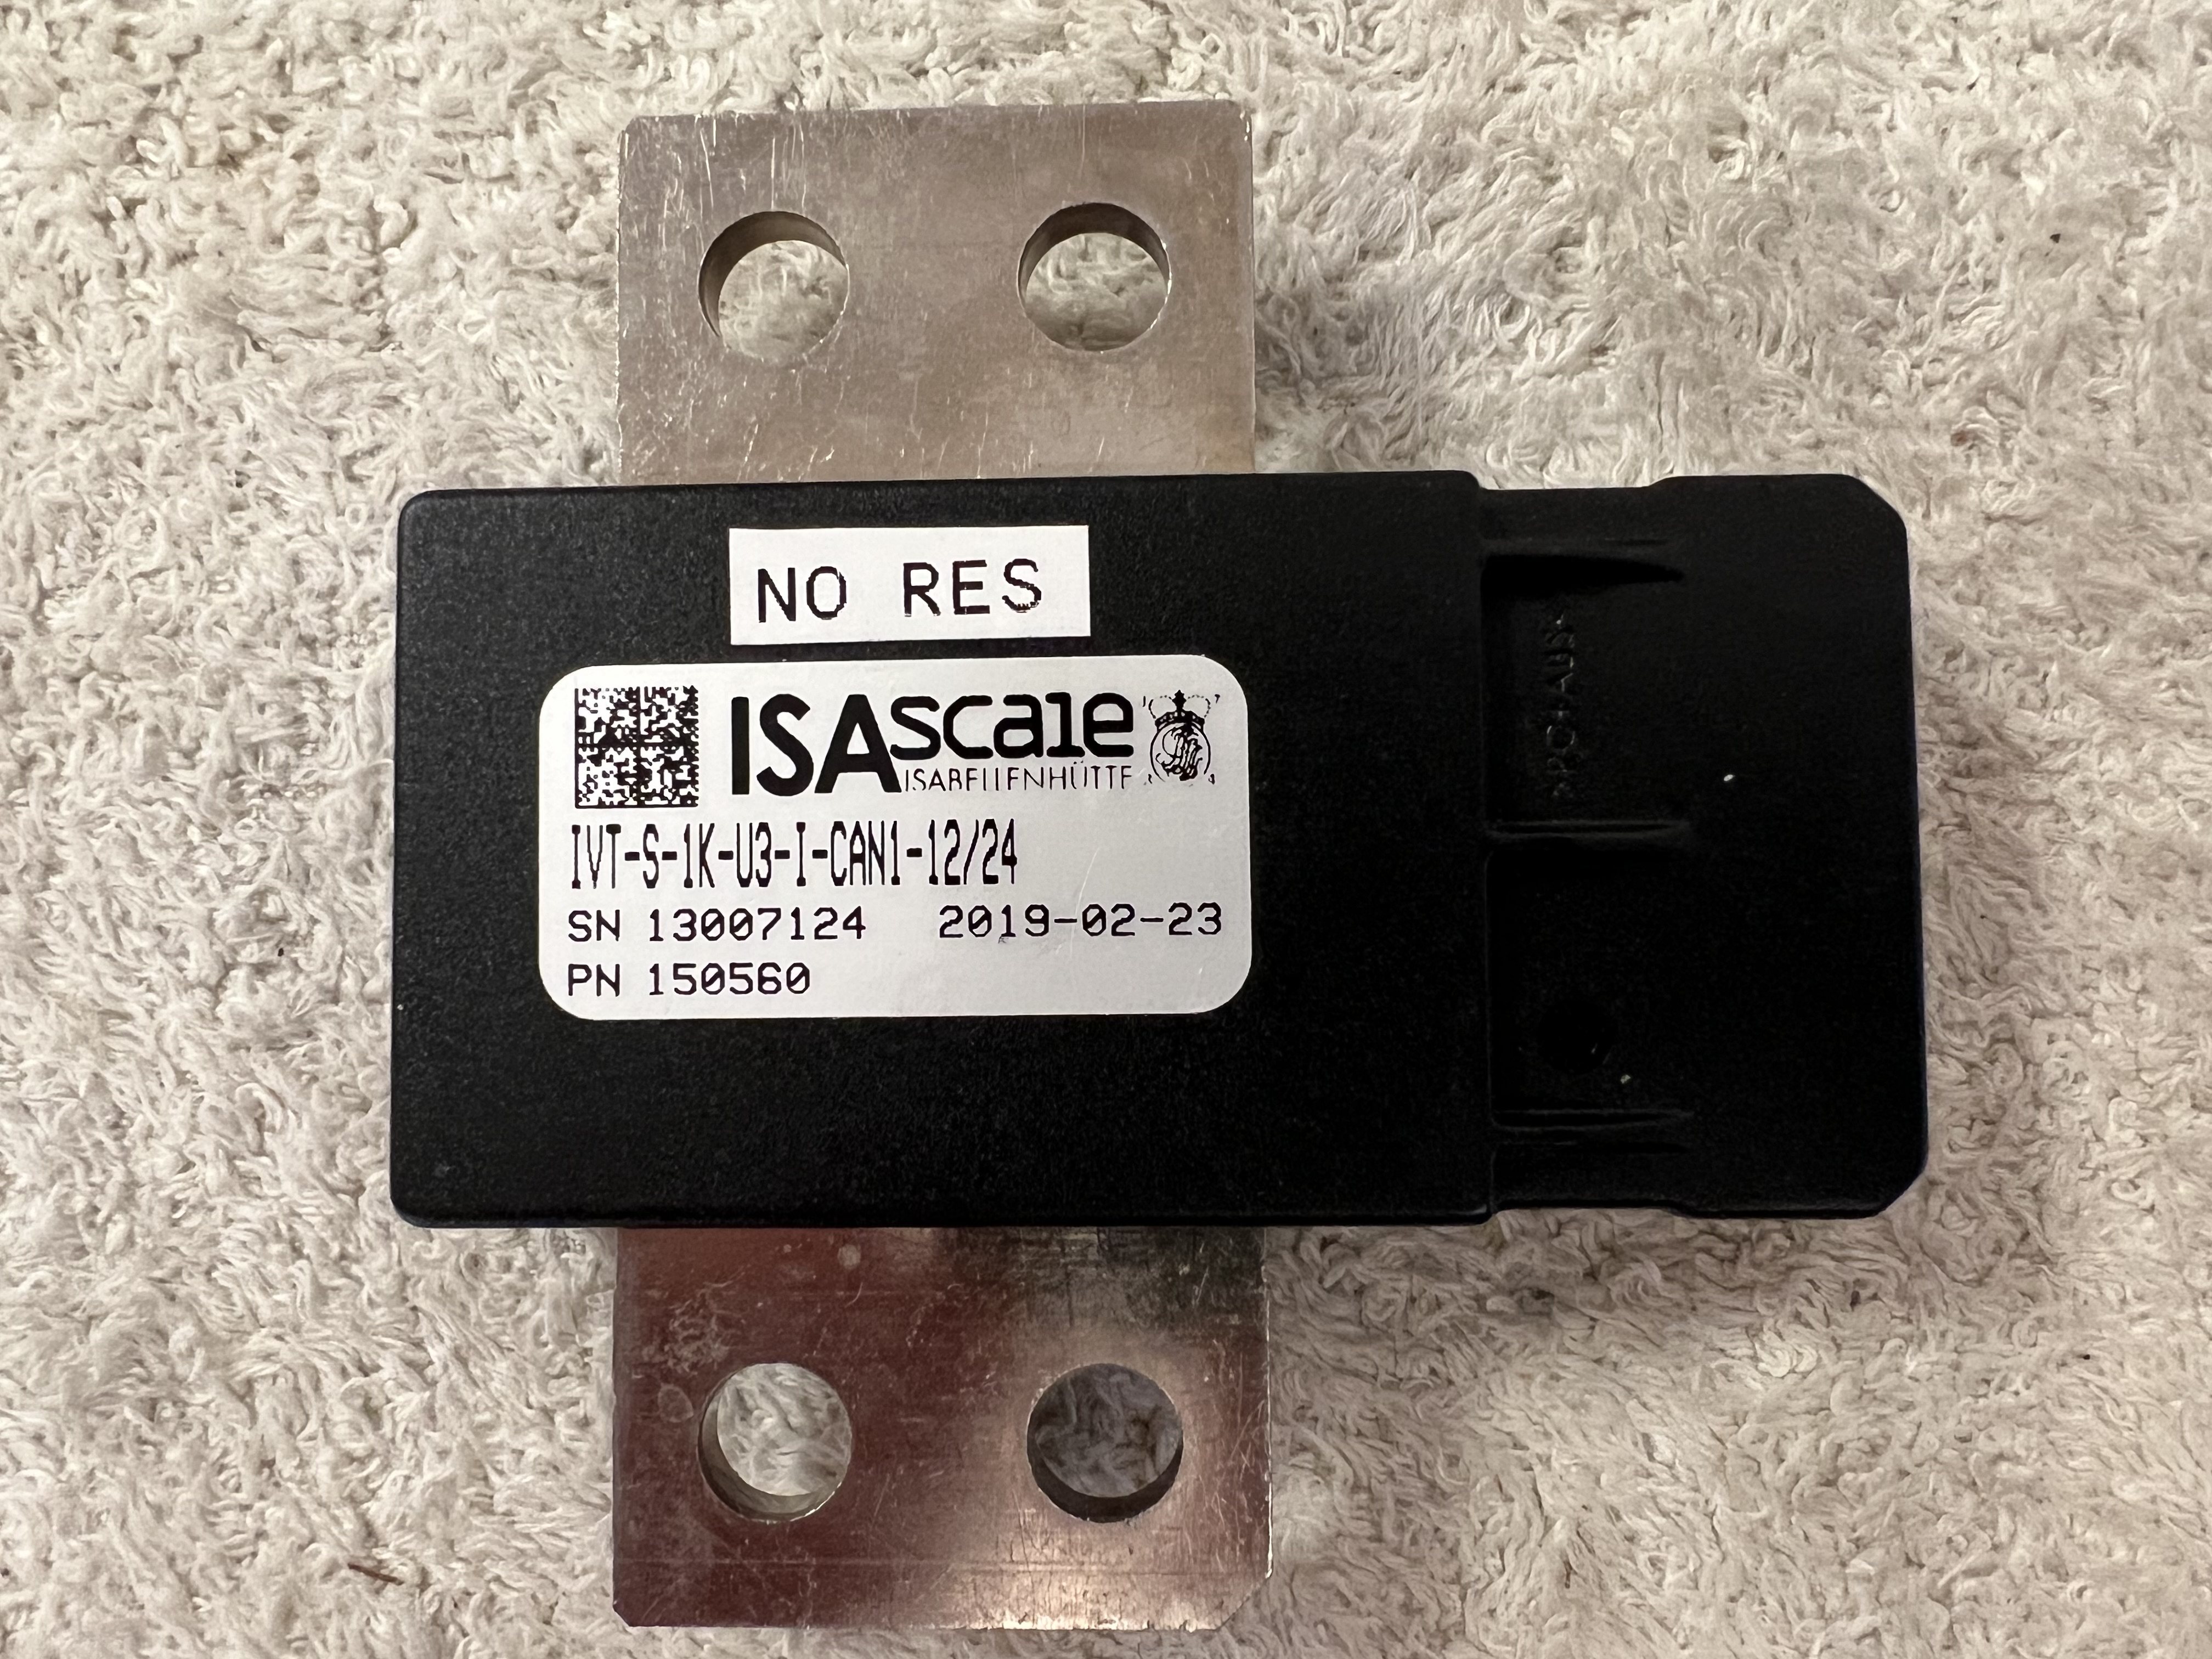 NO RES
ISAscale
ISABELLENHÜTTE
IVT-S-1K-U3-I-CAN1-12/24
SN 13007124 2019-02-23
PN 150560